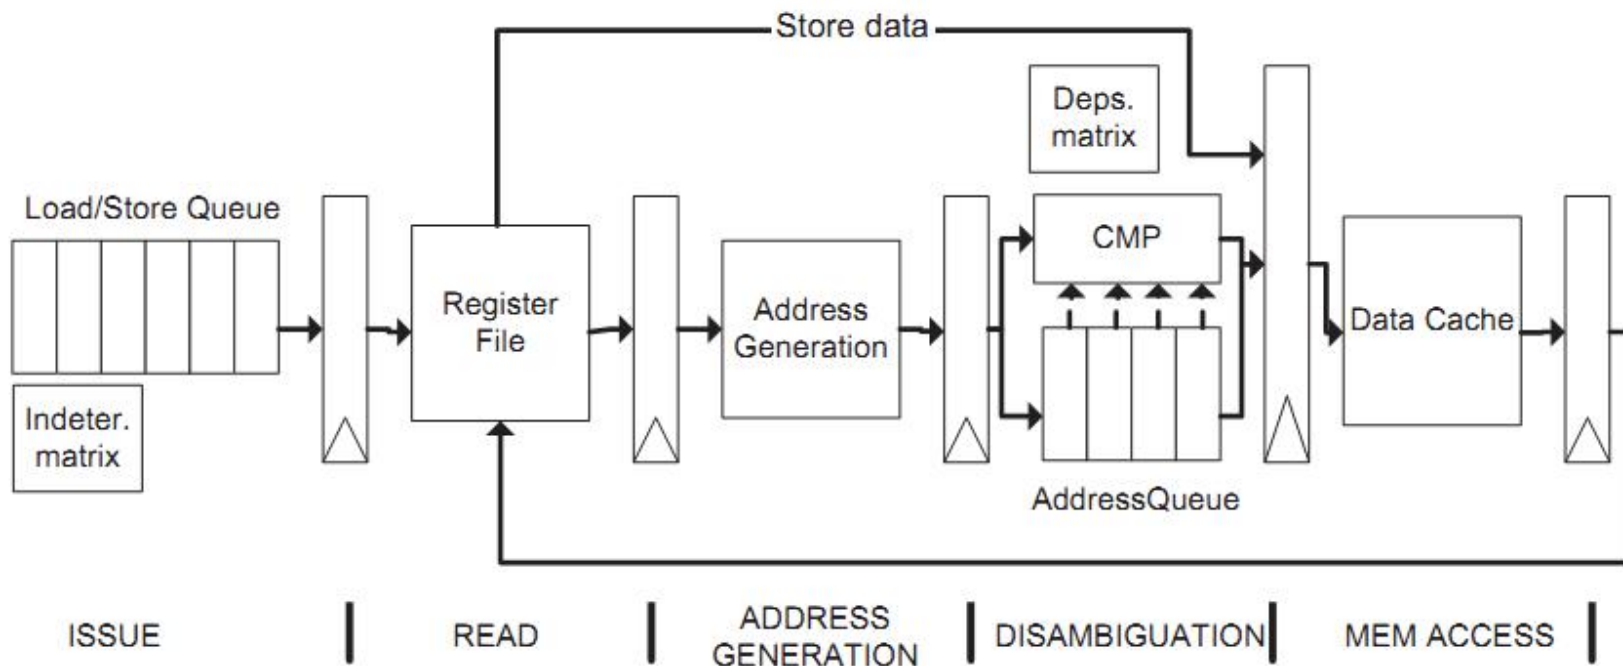 Store data
Deps.
matrix
Load/Store Queue
CMP
Register
File
Address
Generation
Data Cache
Indeter.
matrix
AddressQueue
ISSUE
READ
ADDRESS
GENERATION
DISAMBIGUATION
MEM ACCESS